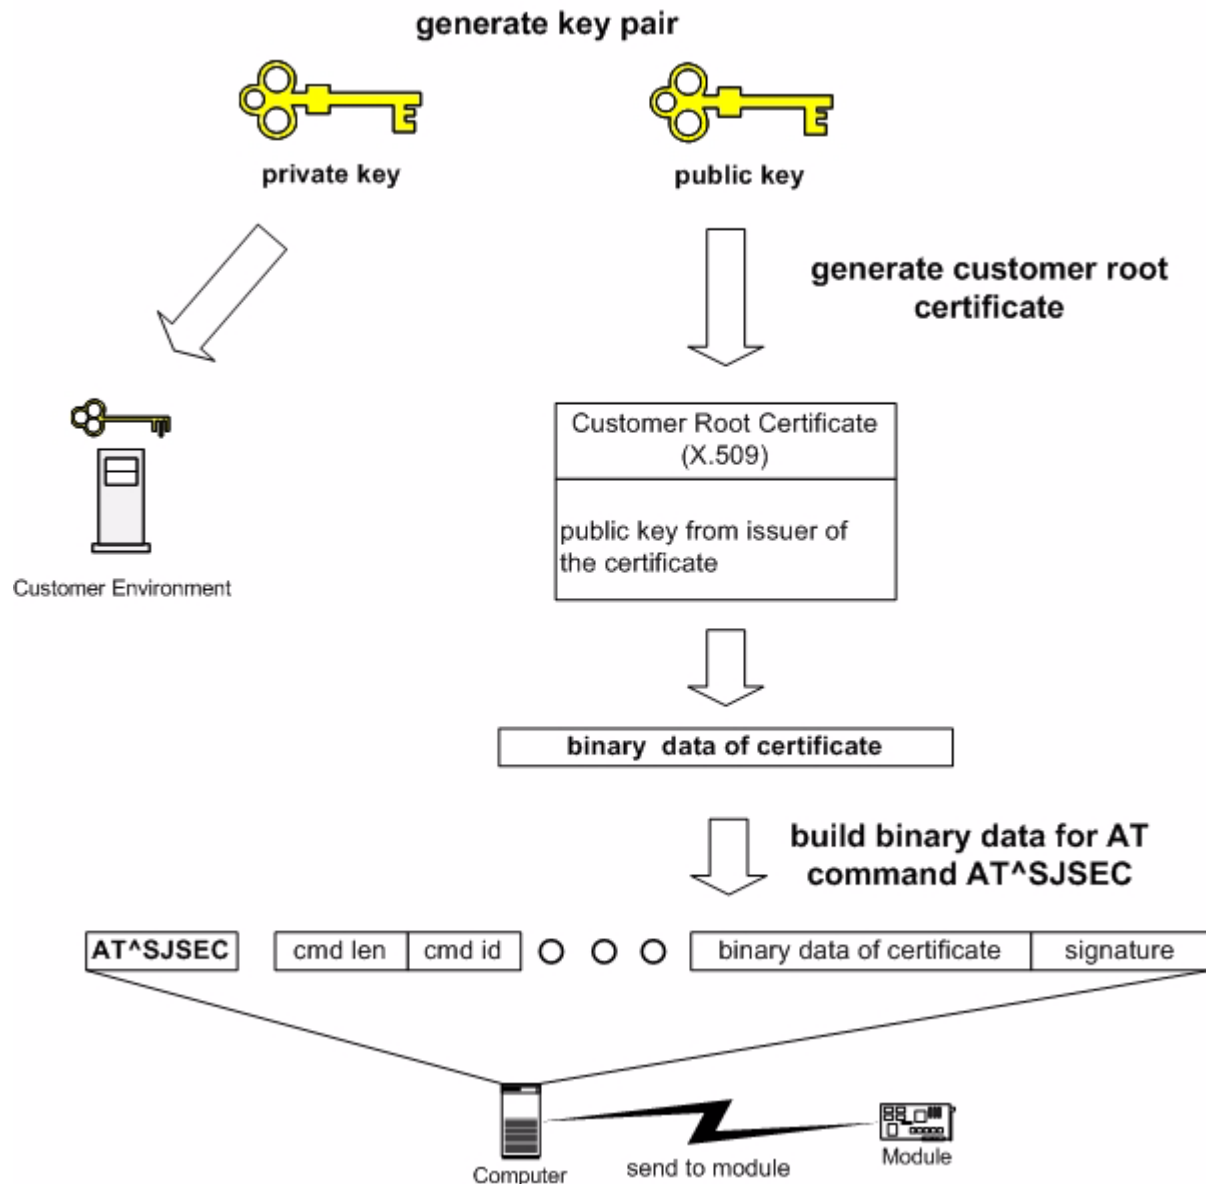 generate key pair
private key
public key
generate customer root
certificate
Customer Root Certificate
(X.509)
public key from issuer of
the certificate
Customer Environment
binary data of certificate
build binary data for AT
command AT^SJSEC
AT^SJSEC
cmd len
cmd id
binary data of certificate
signature
Computer
send to module
Module